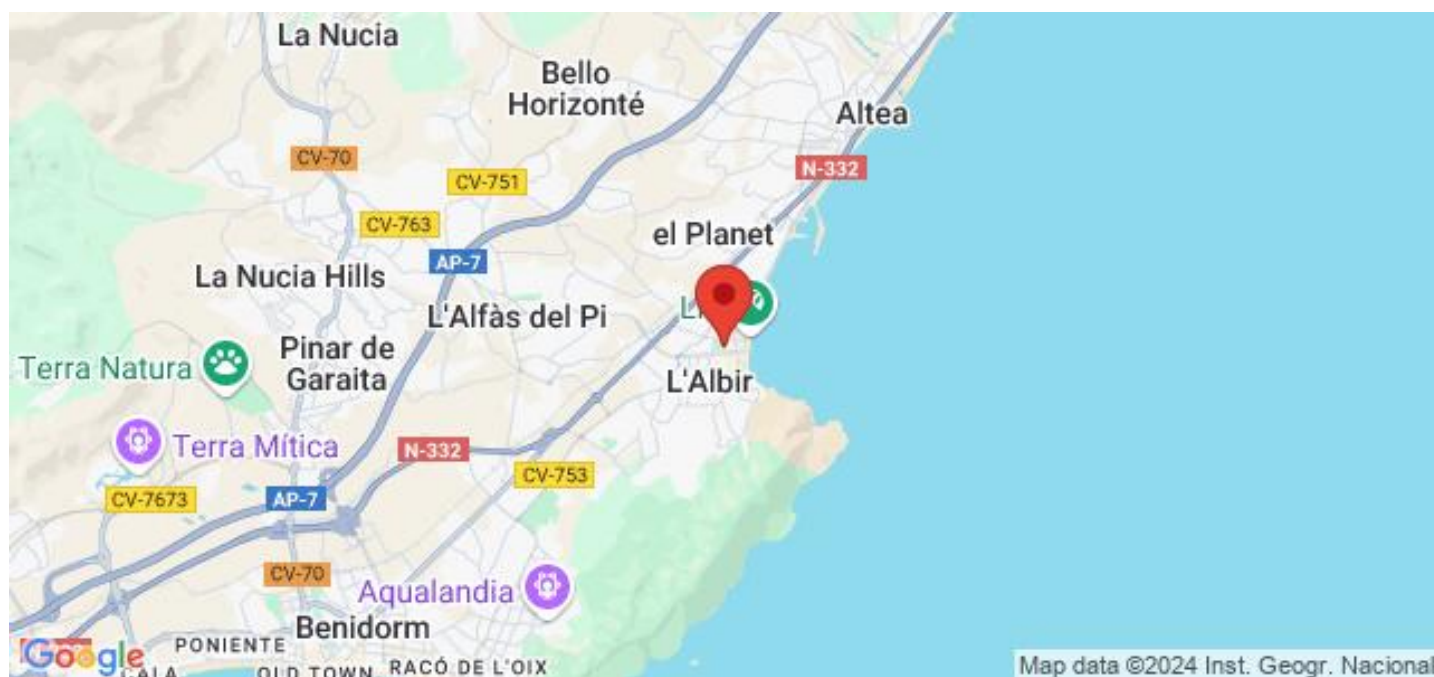 La Nucia
Bello
Horizonté
Altea
CV-70
N-332
CV-751
CV-763
el Planet
AP-7
La Nucia Hills
L'Alfàs del Pi
Pinar de
Garaita
Terra Natura
L'Albir
Terra Mítica
N-332
CV-753
CV-7673
AP-7
CV-70
Aqualandia
Benidorm
PONIENTE
Google
CALA
OLD TOWN
RACÓ DE L'OIX
Map data ©2024 Inst. Geogr. Nacional